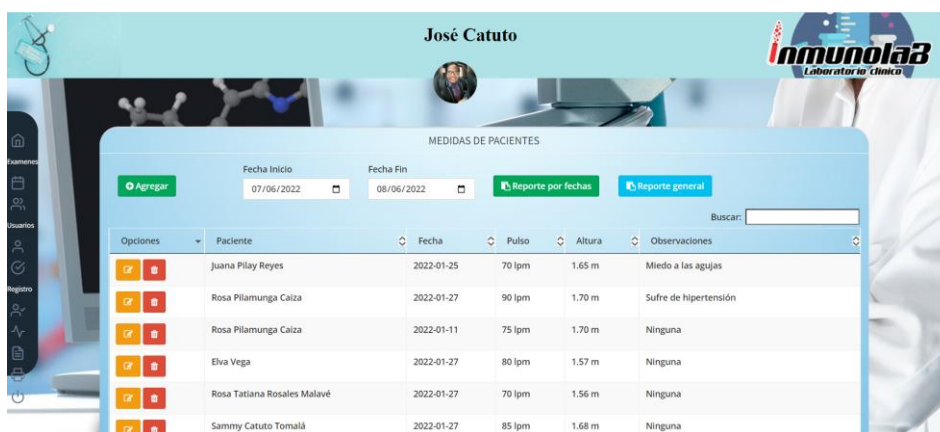 José Catuto
InmunolaB
Laboratorio clínico
MEDIDAS DE PACIENTES
Examenes
Usuarios
Registro
Agregar
Fecha Inicio
07/06/2022
Fecha Fin
08/06/2022
Reporte por fechas
Reporte general
Buscar:
Opciones Paciente Fecha Pulso Altura Observaciones
Juana Pilay Reyes 2022-01-25 70 lpm 1.65 m Miedo a las agujas
Rosa Pilamunga Caiza 2022-01-27 90 lpm 1.70 m Sufre de hipertensión
Rosa Pilamunga Caiza 2022-01-11 75 lpm 1.70 m Ninguna
Elva Vega 2022-01-27 80 lpm 1.57 m Ninguna
Rosa Tatiana Rosales Malavé 2022-01-27 70 lpm 1.56 m Ninguna
Sammy Catuto Tomalá 2022-01-27 85 lpm 1.68 m Ninguna